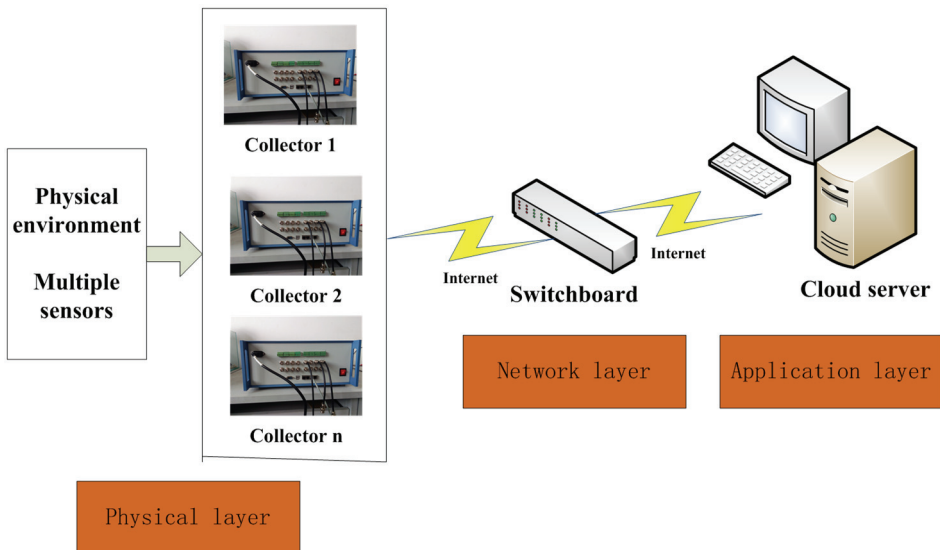 Physical
environment
Multiple
sensors
Collector 1
Collector 2
Collector n
Internet
Switchboard
Internet
Cloud server
Network layer
Application layer
Physical layer